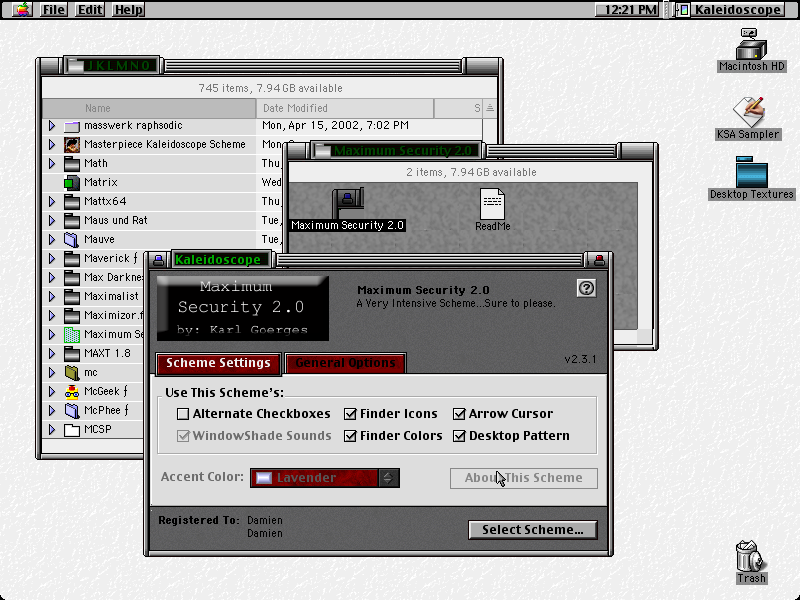 File Edit Help
12:21 PM
Kaleidoscope
JKLMNO
745 items, 7.94 GB available
Name
Date Modified
S
masswerk raphsodic
Mon, Apr 15, 2002, 7:02 PM
Masterpiece Kaleidoscope Scheme
Mon,
Math
Thu,
Matrix
Wed
Mattx64
Thu,
Maus und Rat
Tue,
Mauve
Tue,
Maverick ƒ
Max Darkne
Maximalist
Maximizor.f
Maximum Se
MAXT 1.8
mc
McGeek ƒ
McPhee ƒ
MCSP
Maximum Security 2.0
2 items, 7.94 GB available
Maximum Security 2.0
ReadMe
Kaleidoscope
Maximum
Security 2.0
by: Karl Goerges
Maximum Security 2.0
A Very Intensive Scheme...Sure to please.
?
v2.3.1
Scheme Settings
General Options
Use This Scheme's:
Alternate Checkboxes
Finder Icons
Arrow Cursor
WindowShade Sounds
Finder Colors
Desktop Pattern
Accent Color:
Lavender
About This Scheme
Registered To: Damien
Damien
Select Scheme...
Macintosh HD
KSA Sampler
Desktop Textures
Trash